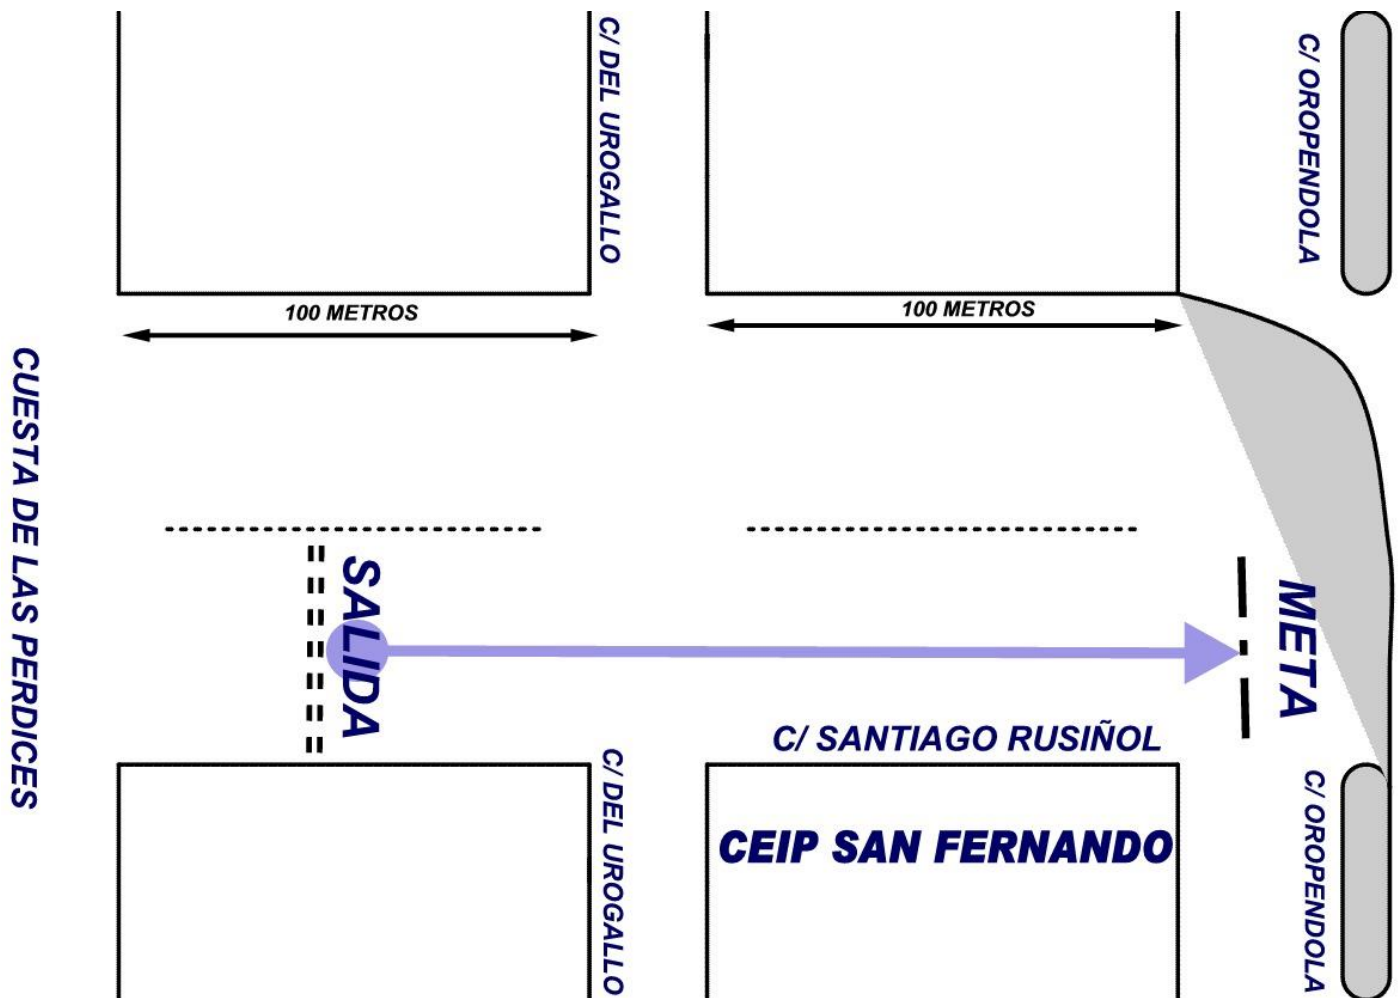 C/ DEL UROGALLO
C/ OROPENDOLA
100 METROS
100 METROS
CUESTA DE LAS PERDICES
SALIDA
META
C/ SANTIAGO RUSIÑOL
C/ DEL UROGALLO
CEIP SAN FERNANDO
C/ OROPENDOLA